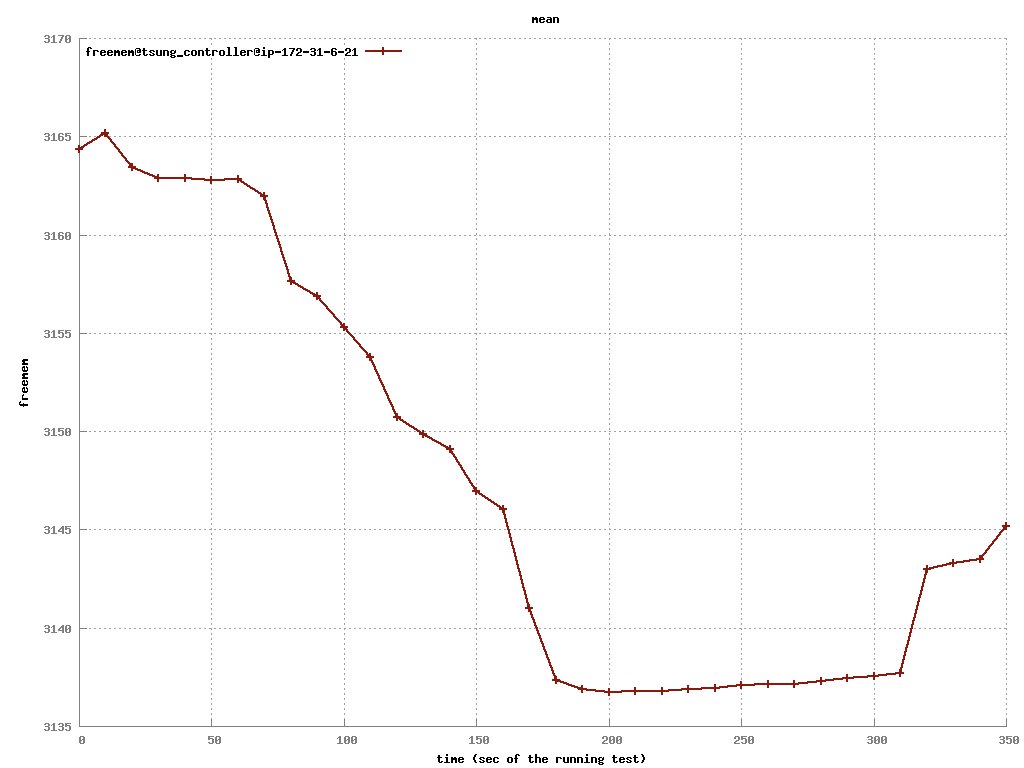 mean
freemem@tsung_controller@ip-172-31-6-21
3170
3165
3160
3155
3150
3145
3140
3135
freemem
0 50 100 150 200 250 300 350
time (sec of the running test)